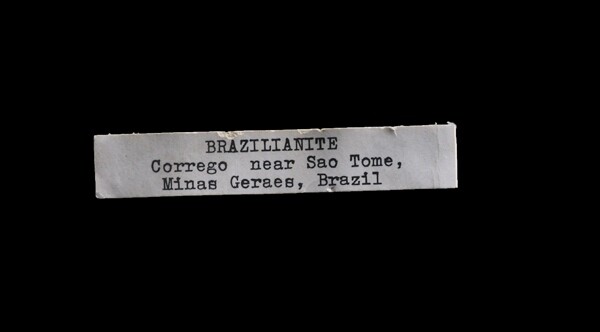 BRAZILIANITE
Corrego near Sao Tome,
Minas Geraes, Brazil